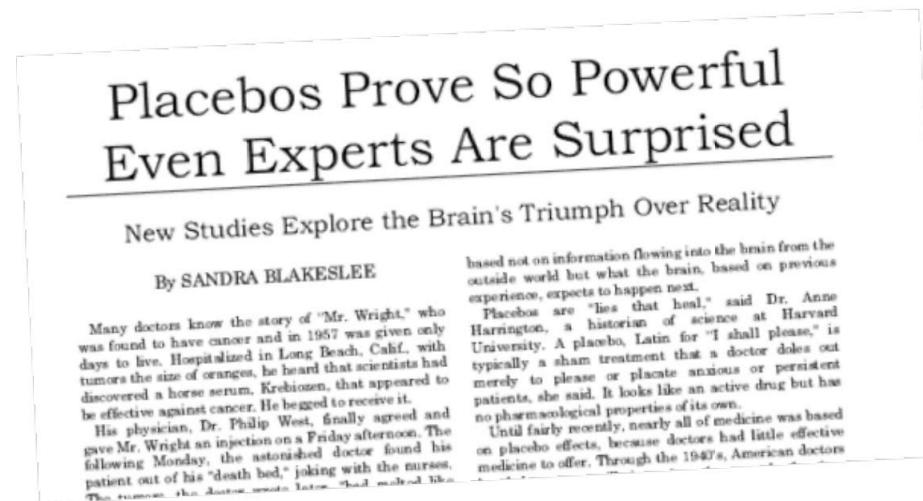 Placebos Prove So Powerful
Even Experts Are Surprised
New Studies Explore the Brain's Triumph Over Reality
By SANDRA BLAKESLEE
Many doctors know the story of "Mr. Wright," who
was found to have cancer and in 1957 was given only
days to live. Hospitalized in Long Beach, Calif., with
tumors the size of oranges, he heard that scientists had
discovered a horse serum, Krebiozen, that appeared to
be effective against cancer. He begged to receive it.
His physician, Dr. Philip West, finally agreed and
gave Mr. Wright an injection on a Friday afternoon. The
following Monday, the astonished doctor found his
patient out of his "death bed," joking with the nurses.
The tumors, the doctor wrote later, "had melted like
based not on information flowing into the brain from the
outside world but what the brain, based on previous
experience, expects to happen next.
Placebos are "lies that heal," said Dr. Anne
Harrington, a historian of science at Harvard
University. A placebo, Latin for "I shall please," is
typically a sham treatment that a doctor doles out
merely to please or placate anxious or persistent
patients, she said. It looks like an active drug but has
no pharmacological properties of its own.
Until fairly recently, nearly all of medicine was based
on placebo effects, because doctors had little effective
medicine to offer. Through the 1940's, American doctors